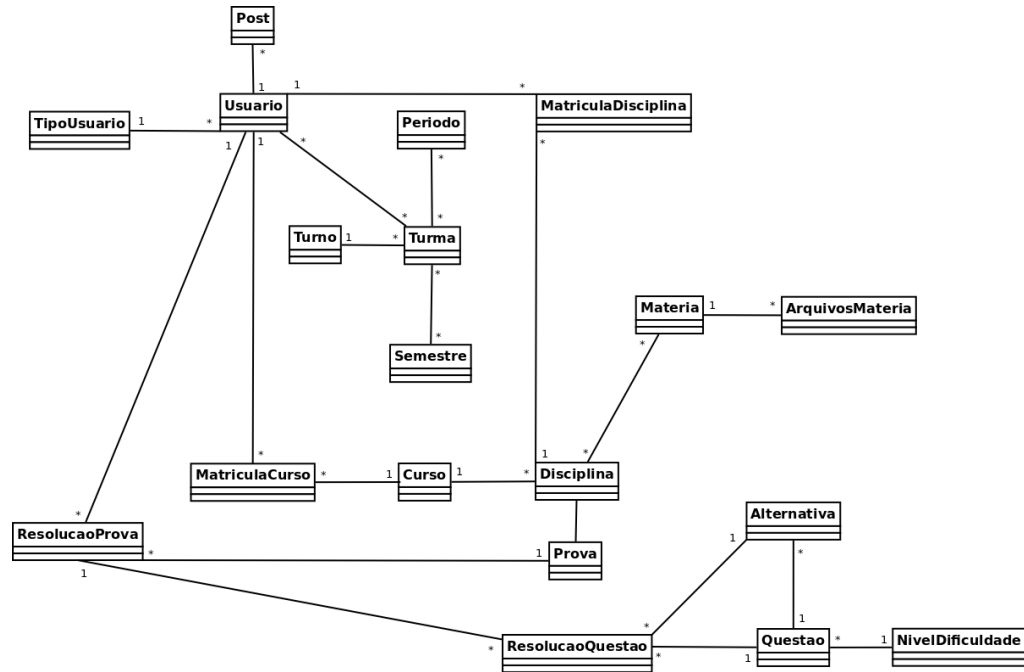 Post
*
1
1
*
Usuario
MatriculaDisciplina
TipoUsuario
1
*
Periodo
1
1
*
*
*
*
*
Turno
1
*
Turma
*
Materia
1
*
ArquivosMateria
*
Semestre
*
*
*
1
MatriculaCurso
*
1
Curso
1
*
Disciplina
Alternativa
*
ResolucaoProva
*
1
Prova
1
*
1
1
*
ResolucaoQuestao
*
*
1
Questao
*
1
NivelDificuldade